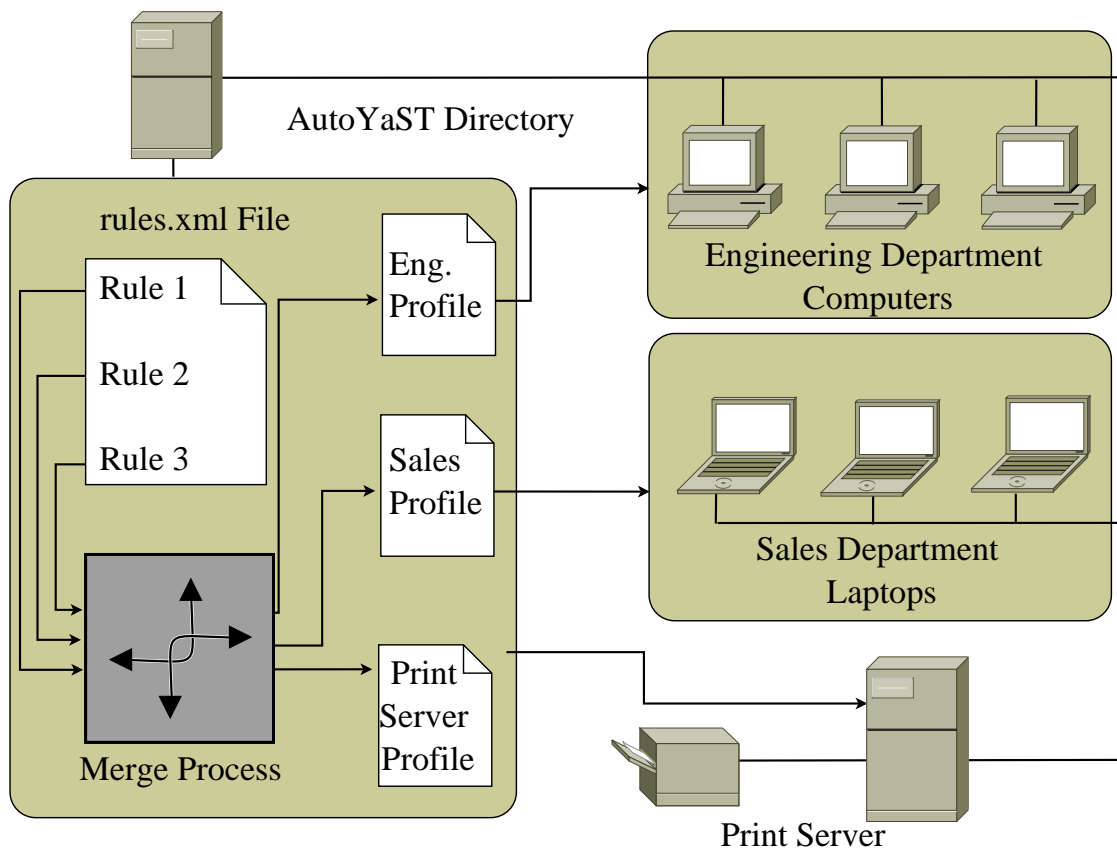 AutoYaST Directory
rules.xml File
Rule 1
Rule 2
Rule 3
Merge Process
Eng.
Profile
Sales
Profile
Print
Server
Profile
Engineering Department
Computers
Sales Department
Laptops
Print Server